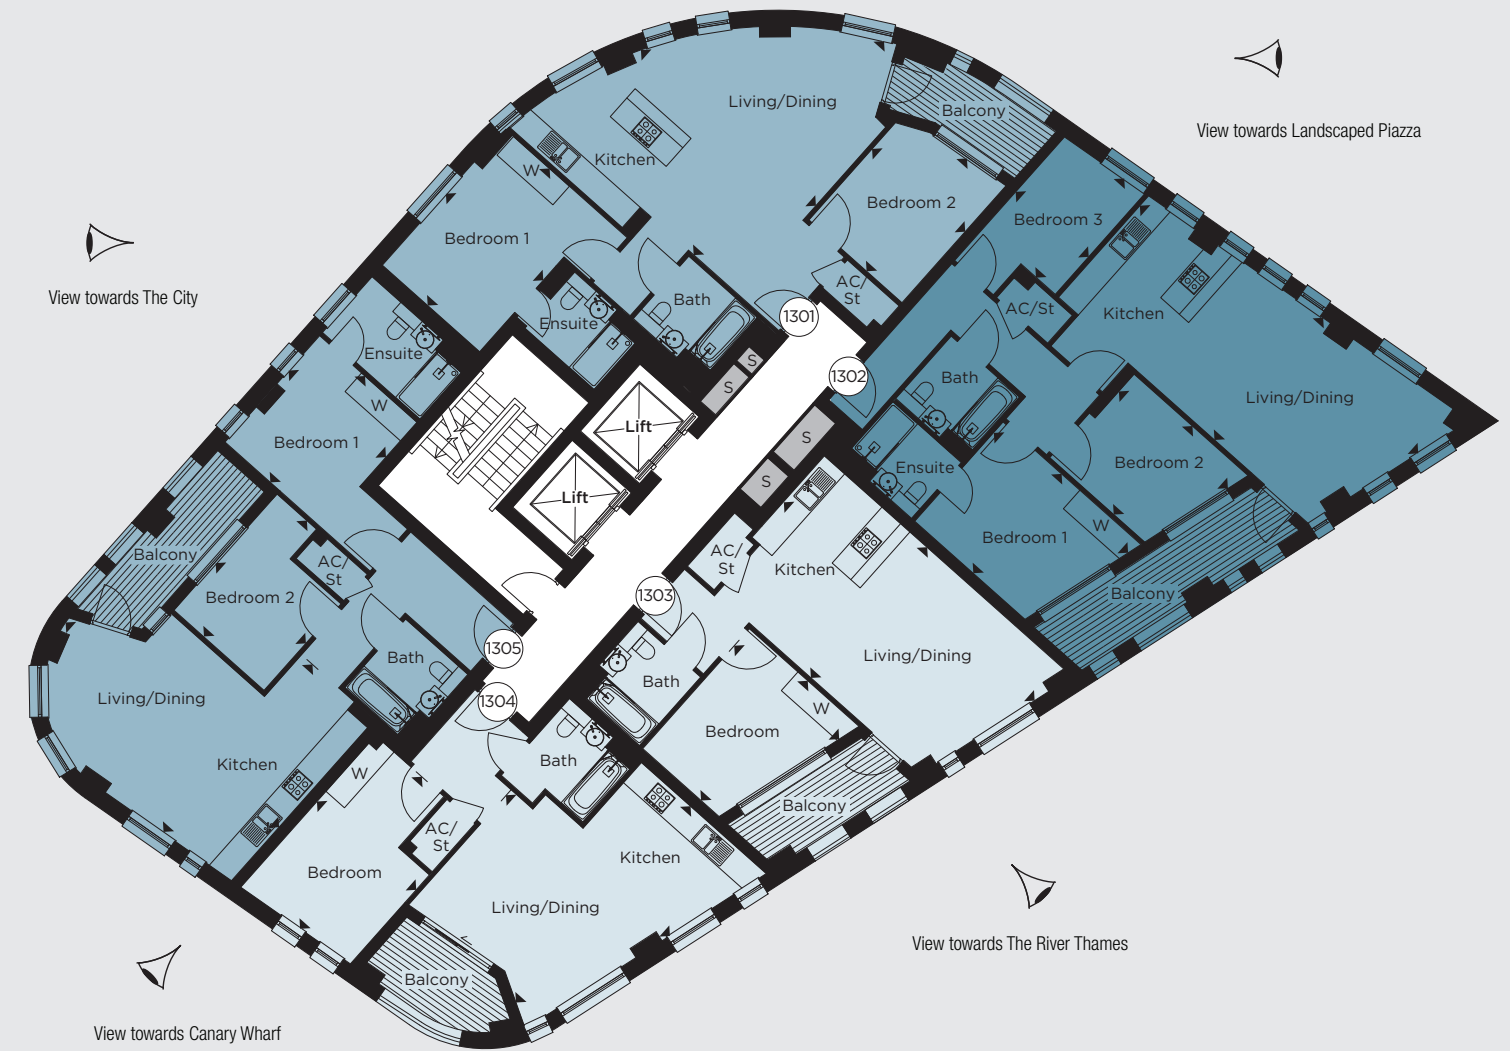 Living/Dining
Balcony
Kitchen
W
Bedroom 1
Bedroom 2
Bath
Ensuite
AC/
St
1301
View towards Landscaped Piazza
Bedroom 3
AC/St
Kitchen
Living/Dining
Bath
Ensuite
Bedroom 2
Bedroom 1
W
Balcony
1302
View towards The City
Ensuite
W
Bedroom 1
Balcony
AC/
St
Bedroom 2
Bath
Living/Dining
Kitchen
1305
S
S
S
S
Lift
Lift
AC/
St
Kitchen
1303
Living/Dining
Bath
W
Bedroom
Balcony
1304
Bath
W
AC/
St
Kitchen
Bedroom
Living/Dining
Balcony
View towards The River Thames
View towards Canary Wharf